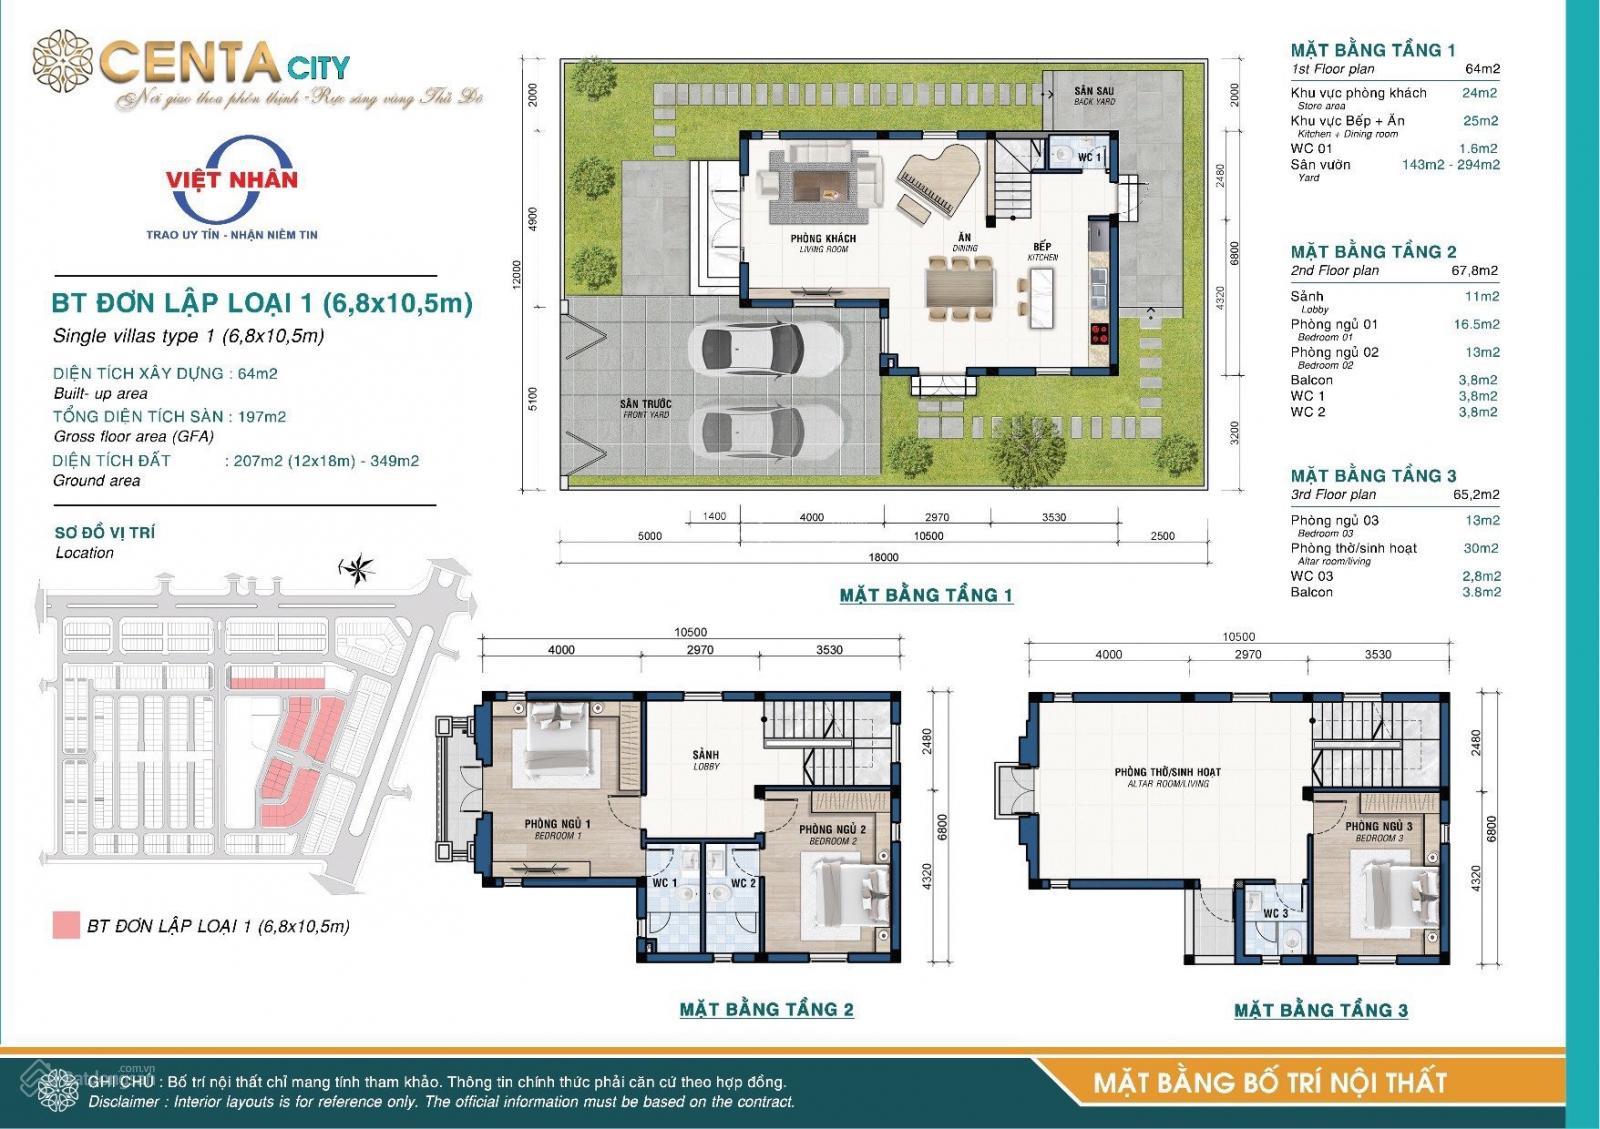 CENTA CITY
Nơi giao thoa phồn thịnh - Rực sáng vùng Thủ Đô
VIỆT NHÂN
TRAO UY TÍN - NHẬN NIỀM TIN
BT ĐƠN LẬP LOẠI 1 (6,8x10,5m)
Single villas type 1 (6,8x10,5m)
DIỆN TÍCH XÂY DỰNG : 64m2
Built- up area
TỔNG DIỆN TÍCH SÀN : 197m2
Gross floor area (GFA)
DIỆN TÍCH ĐẤT : 207m2 (12x18m) - 349m2
Ground area
SƠ ĐỒ VỊ TRÍ
Location
BT ĐƠN LẬP LOẠI 1 (6,8x10,5m)
2000
4900
12000
5100
SÂN SAU
BACK YARD
WC 1
PHÒNG KHÁCH
LIVING ROOM
ĂN
DINING
BẾP
KITCHEN
SÂN TRƯỚC
FRONT YARD
2000
2480
6800
4320
3200
1400
4000
2970
3530
5000
10500
2500
18000
MẶT BẰNG TẦNG 1
MẶT BẰNG TẦNG 1
1st Floor plan 64m2
Khu vực phòng khách 24m2
Store area
Khu vực Bếp + Ăn 25m2
Kitchen + Dining room
WC 01 1.6m2
Sân vườn 143m2 - 294m2
Yard
MẶT BẰNG TẦNG 2
2nd Floor plan 67,8m2
Sảnh 11m2
Lobby
Phòng ngủ 01 16.5m2
Bedroom 01
Phòng ngủ 02 13m2
Bedroom 02
Balcon 3,8m2
WC 1 3,8m2
WC 2 3,8m2
MẶT BẰNG TẦNG 3
3rd Floor plan 65,2m2
Phòng ngủ 03 13m2
Bedroom 03
Phòng thờ/sinh hoạt 30m2
Altar room/living
WC 03 2,8m2
Balcon 3.8m2
10500
4000 2970 3530
SẢNH
LOBBY
PHÒNG NGỦ 1
BEDROOM 1
PHÒNG NGỦ 2
BEDROOM 2
WC 1
WC 2
2480
6800
4320
MẶT BẰNG TẦNG 2
10500
4000 2970 3530
PHÒNG THỜ/SINH HOẠT
ALTAR ROOM/LIVING
PHÒNG NGỦ 3
BEDROOM 3
WC 3
2480
6800
4320
MẶT BẰNG TẦNG 3
GHI CHÚ : Bố trí nội thất chỉ mang tính tham khảo. Thông tin chính thức phải căn cứ theo hợp đồng.
Disclaimer : Interior layouts is for reference only. The official information must be based on the contract.
MẶT BẰNG BỐ TRÍ NỘI THẤT